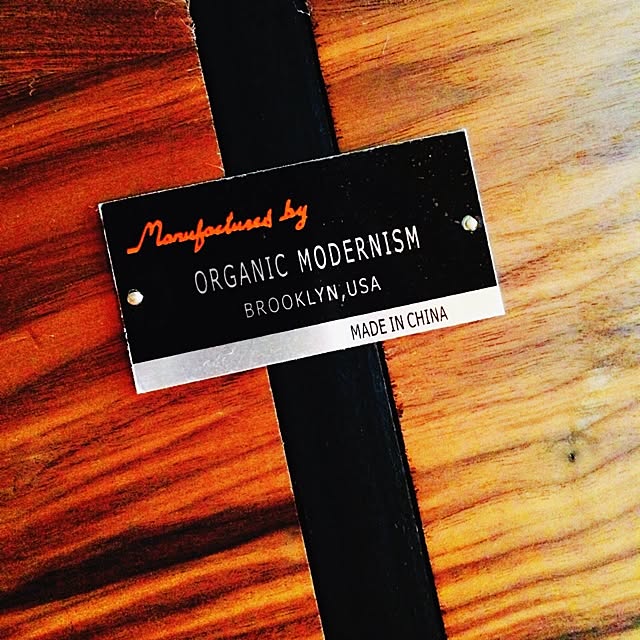 Manufactured by
ORGANIC MODERNISM
BROOKLYN,USA
MADE IN CHINA